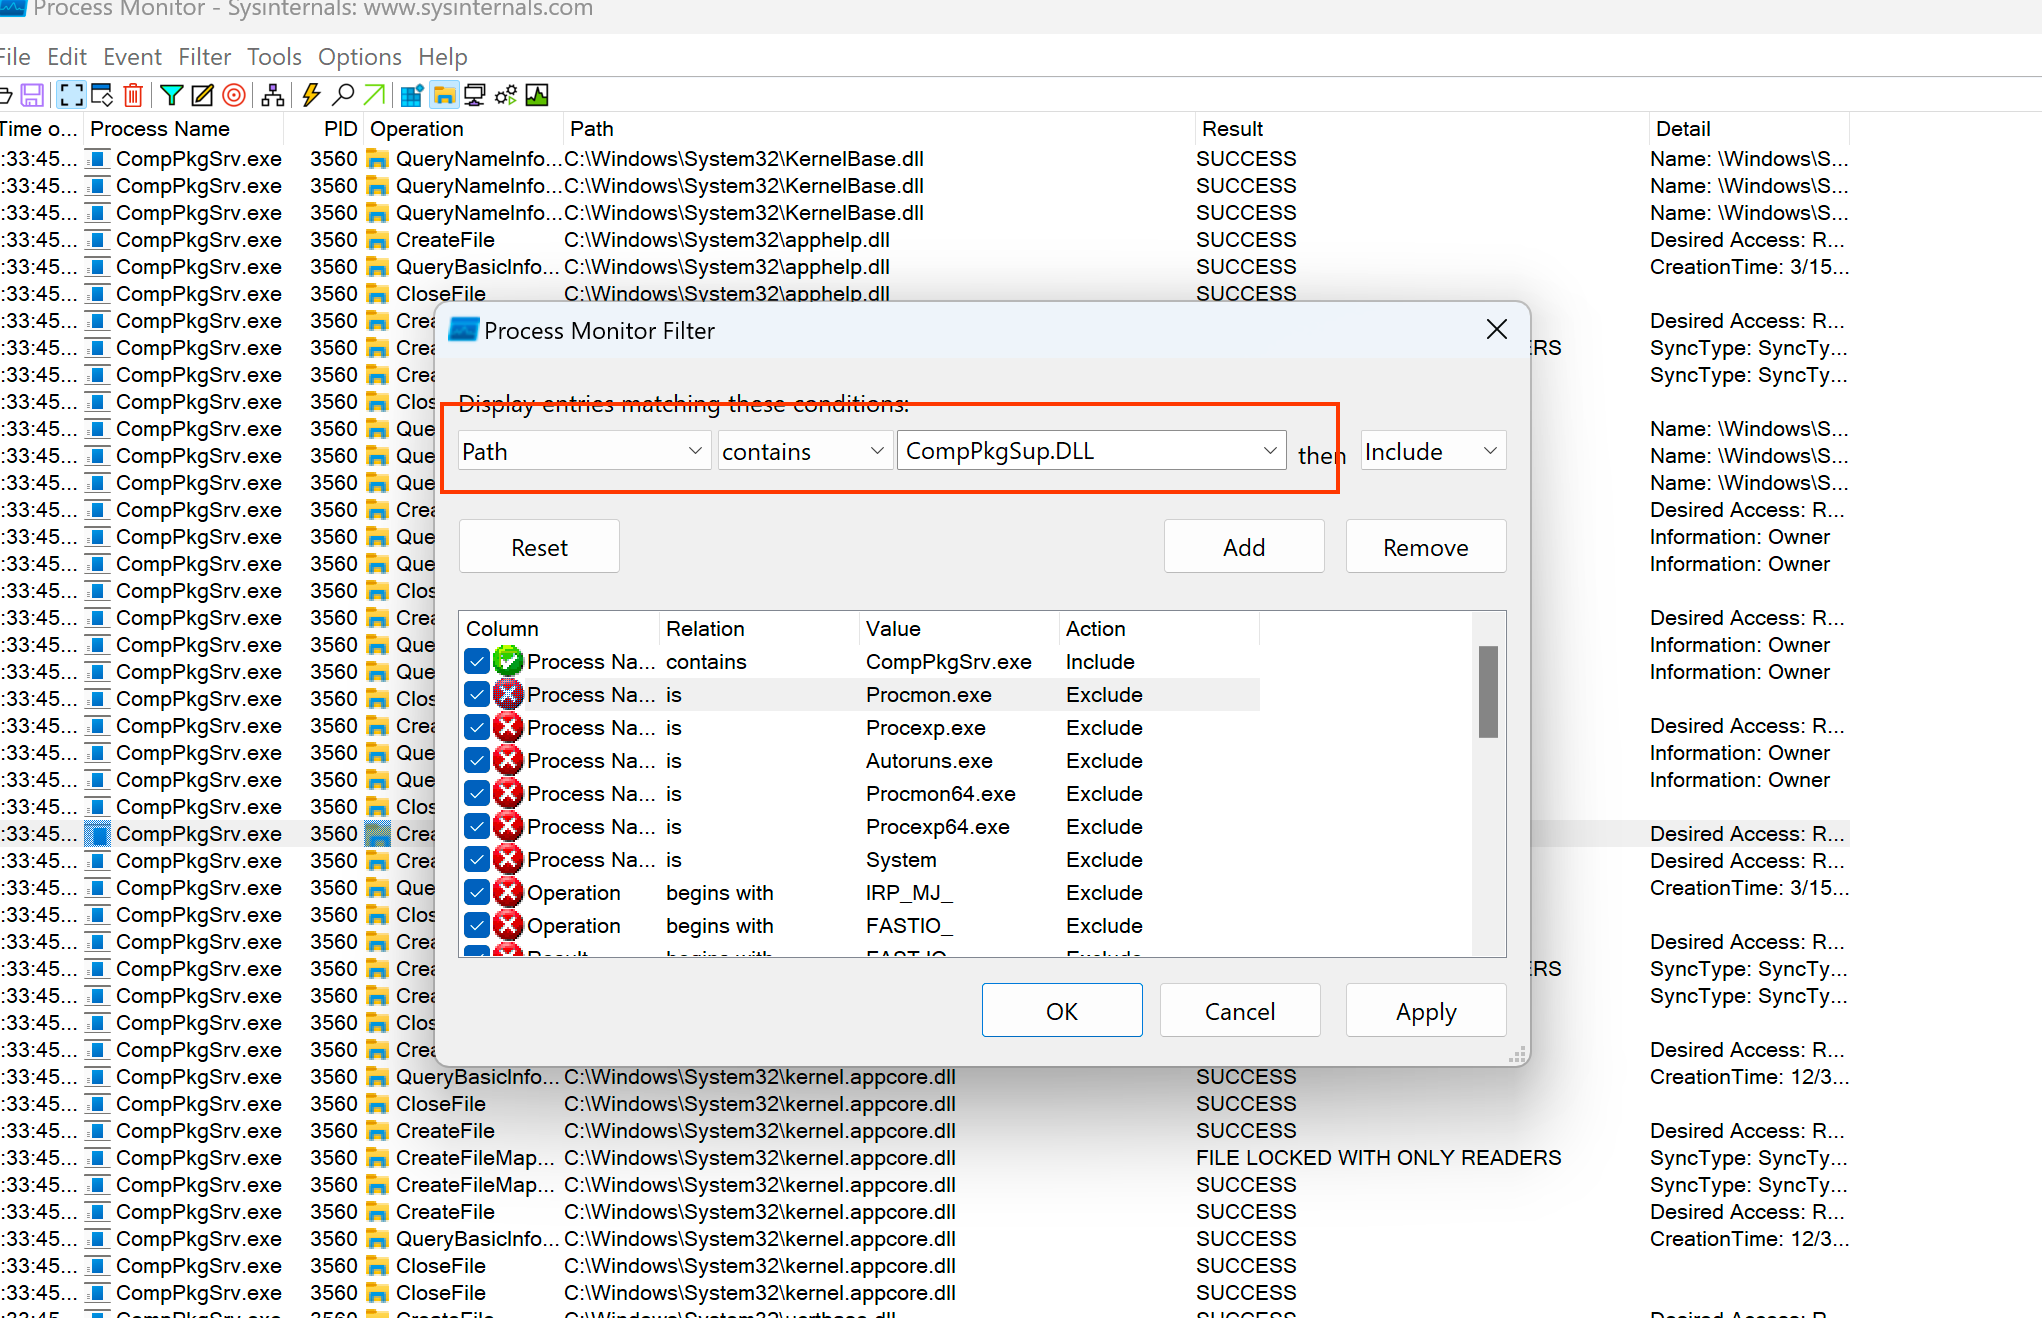 Process Monitor - Sysinternals: www.sysinternals.com
File Edit Event Filter Tools Options Help
Time o... Process Name PID Operation Path Result Detail
:33:45... CompPkgSrv.exe 3560 QueryNameInfo... C:\Windows\System32\KernelBase.dll SUCCESS Name: \Windows\S...
:33:45... CompPkgSrv.exe 3560 QueryNameInfo... C:\Windows\System32\KernelBase.dll SUCCESS Name: \Windows\S...
:33:45... CompPkgSrv.exe 3560 QueryNameInfo... C:\Windows\System32\KernelBase.dll SUCCESS Name: \Windows\S...
:33:45... CompPkgSrv.exe 3560 CreateFile C:\Windows\System32\apphelp.dll SUCCESS Desired Access: R...
:33:45... CompPkgSrv.exe 3560 QueryBasicInfo... C:\Windows\System32\apphelp.dll SUCCESS CreationTime: 3/15...
:33:45... CompPkgSrv.exe 3560 CloseFile C:\Windows\System32\apphelp.dll SUCCESS
:33:45... CompPkgSrv.exe 3560 Crea Desired Access: R...
:33:45... CompPkgSrv.exe 3560 Crea ERS SyncType: SyncTy...
:33:45... CompPkgSrv.exe 3560 Crea SyncType: SyncTy...
:33:45... CompPkgSrv.exe 3560 Clos
:33:45... CompPkgSrv.exe 3560 Que Name: \Windows\S...
:33:45... CompPkgSrv.exe 3560 Que Name: \Windows\S...
:33:45... CompPkgSrv.exe 3560 Que Name: \Windows\S...
:33:45... CompPkgSrv.exe 3560 Crea Desired Access: R...
:33:45... CompPkgSrv.exe 3560 Que Information: Owner
:33:45... CompPkgSrv.exe 3560 Que Information: Owner
:33:45... CompPkgSrv.exe 3560 Clos
:33:45... CompPkgSrv.exe 3560 Crea Desired Access: R...
:33:45... CompPkgSrv.exe 3560 Que Information: Owner
:33:45... CompPkgSrv.exe 3560 Que Information: Owner
:33:45... CompPkgSrv.exe 3560 Clos
:33:45... CompPkgSrv.exe 3560 Crea Desired Access: R...
:33:45... CompPkgSrv.exe 3560 Que Information: Owner
:33:45... CompPkgSrv.exe 3560 Que Information: Owner
:33:45... CompPkgSrv.exe 3560 Clos
:33:45... CompPkgSrv.exe 3560 Crea Desired Access: R...
:33:45... CompPkgSrv.exe 3560 Crea Desired Access: R...
:33:45... CompPkgSrv.exe 3560 Que CreationTime: 3/15...
:33:45... CompPkgSrv.exe 3560 Clos
:33:45... CompPkgSrv.exe 3560 Crea Desired Access: R...
:33:45... CompPkgSrv.exe 3560 Crea ERS SyncType: SyncTy...
:33:45... CompPkgSrv.exe 3560 Crea SyncType: SyncTy...
:33:45... CompPkgSrv.exe 3560 Clos
:33:45... CompPkgSrv.exe 3560 Crea Desired Access: R...
:33:45... CompPkgSrv.exe 3560 QueryBasicInfo... C:\Windows\System32\kernel.appcore.dll SUCCESS CreationTime: 12/3...
:33:45... CompPkgSrv.exe 3560 CloseFile C:\Windows\System32\kernel.appcore.dll SUCCESS
:33:45... CompPkgSrv.exe 3560 CreateFile C:\Windows\System32\kernel.appcore.dll SUCCESS Desired Access: R...
:33:45... CompPkgSrv.exe 3560 CreateFileMap... C:\Windows\System32\kernel.appcore.dll FILE LOCKED WITH ONLY READERS SyncType: SyncTy...
:33:45... CompPkgSrv.exe 3560 CreateFileMap... C:\Windows\System32\kernel.appcore.dll SUCCESS SyncType: SyncTy...
:33:45... CompPkgSrv.exe 3560 CreateFile C:\Windows\System32\kernel.appcore.dll SUCCESS Desired Access: R...
:33:45... CompPkgSrv.exe 3560 QueryBasicInfo... C:\Windows\System32\kernel.appcore.dll SUCCESS CreationTime: 12/3...
:33:45... CompPkgSrv.exe 3560 CloseFile C:\Windows\System32\kernel.appcore.dll SUCCESS
:33:45... CompPkgSrv.exe 3560 CloseFile C:\Windows\System32\kernel.appcore.dll SUCCESS
:33:45... CompPkgSrv.exe 3560 CreateFile SUCCESS Desired Access: R...
Process Monitor Filter
Display entries matching these conditions:
Path contains CompPkgSup.DLL then Include
Reset Add Remove
Column Relation Value Action
Process Na... contains CompPkgSrv.exe Include
Process Na... is Procmon.exe Exclude
Process Na... is Procexp.exe Exclude
Process Na... is Autoruns.exe Exclude
Process Na... is Procmon64.exe Exclude
Process Na... is Procexp64.exe Exclude
Process Na... is System Exclude
Operation begins with IRP_MJ_ Exclude
Operation begins with FASTIO_ Exclude
Result begins with Exclude
OK Cancel Apply